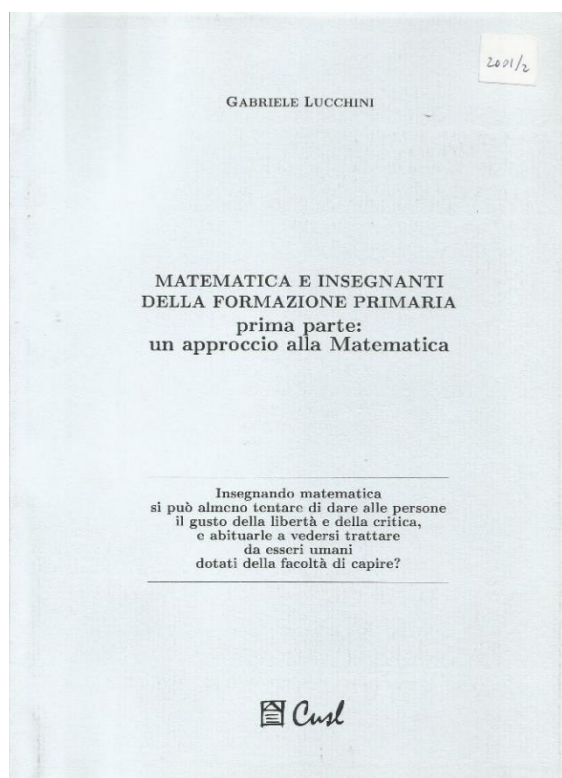 2001/2
GABRIELE LUCCHINI
MATEMATICA E INSEGNANTI
DELLA FORMAZIONE PRIMARIA
prima parte:
un approccio alla Matematica
Insegnando matematica
si può almeno tentare di dare alle persone
il gusto della libertà e della critica,
e abituarle a vedersi trattare
da esseri umani
dotati della facoltà di capire?
Cusl